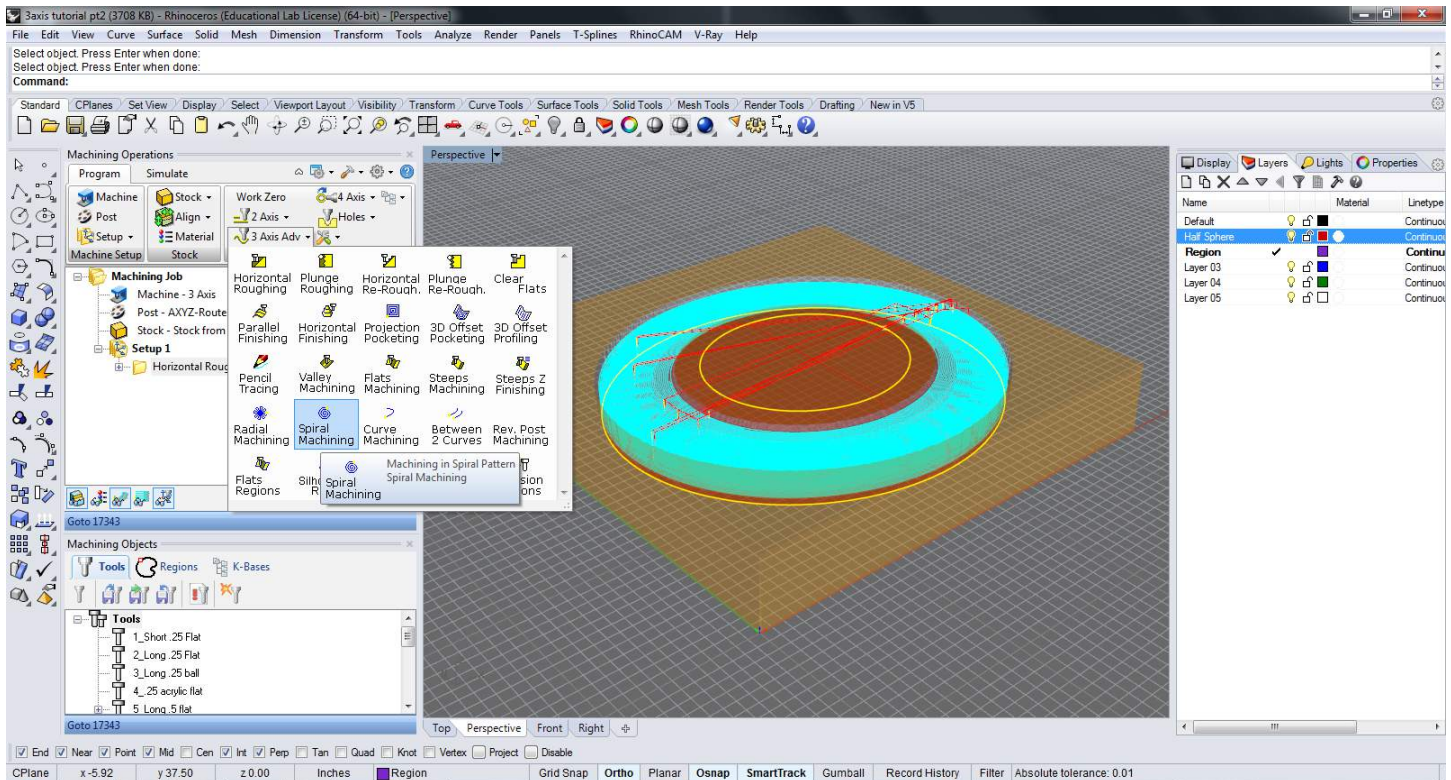 3axis tutorial pt2 (3708 KB) - Rhinoceros (Educational Lab License) (64-bit) - [Perspective]
File Edit View Curve Surface Solid Mesh Dimension Transform Tools Analyze Render Panels T-Splines RhinoCAM V-Ray Help
Select object. Press Enter when done:
Select object. Press Enter when done:
Command:
Standard CPlanes Set View Display Select Viewport Layout Visibility Transform Curve Tools Surface Tools Solid Tools Mesh Tools Render Tools Drafting New in V5
Machining Operations
Program Simulate
Machine Stock Work Zero 4 Axis
Post Align 2 Axis Holes
Setup Material 3 Axis Adv
Machine Setup Stock
Machining Job
Machine - 3 Axis
Post - AXYZ-Route
Stock - Stock from
Setup 1
Horizontal Roug
Horizontal Roughing Plunge Roughing Horizontal Re-Rough. Plunge Re-Rough. Clear Flats
Parallel Finishing Horizontal Finishing Projection Pocketing 3D Offset Pocketing 3D Offset Profiling
Pencil Tracing Valley Machining Flats Machining Steeps Machining Steeps Z Finishing
Radial Machining Spiral Machining Curve Machining Between 2 Curves Rev. Post Machining
Flats Regions
Spiral Machining
Machining in Spiral Pattern
Spiral Machining
Goto 17343
Machining Objects
Tools Regions K-Bases
Tools
1_Short .25 Flat
2_Long .25 Flat
3_Long .25 ball
4_.25 acrylic flat
5_Long .5 flat
Goto 17343
Perspective
Top Perspective Front Right
Display Layers Lights Properties
Name Material Linetype
Default Continuou
Half Sphere Continuou
Region Continu
Layer 03 Continuou
Layer 04 Continuou
Layer 05 Continuou
End Near Point Mid Cen Int Perp Tan Quad Knot Vertex Project Disable
CPlane x -5.92 y 37.50 z 0.00 Inches Region Grid Snap Ortho Planar Osnap SmartTrack Gumball Record History Filter Absolute tolerance: 0.01